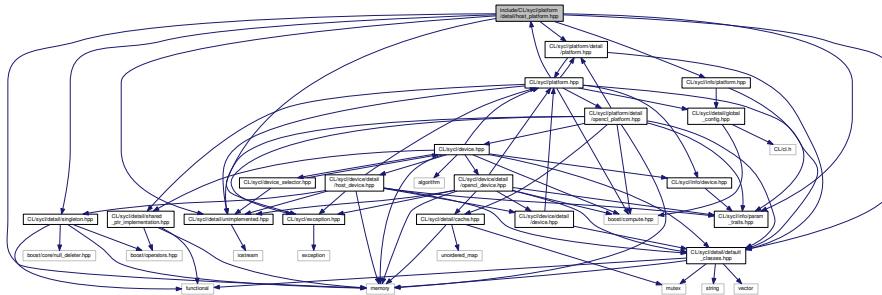 include/CL/sycl/platform
/detail/host_platform.hpp
CL/sycl/platform/detail
/platform.hpp
CL/sycl/platform.hpp
CL/sycl/info/platform.hpp
CL/sycl/platform/detail
/opencl_platform.hpp
CL/sycl/detail/global
_config.hpp
CL/sycl/device.hpp
CL/cl.h
CL/sycl/device_selector.hpp
CL/sycl/device/detail
/host_device.hpp
algorithm
CL/sycl/device/detail
/opencl_device.hpp
CL/sycl/info/device.hpp
CL/sycl/detail/singleton.hpp
CL/sycl/detail/shared
_ptr_implementation.hpp
CL/sycl/detail/unimplemented.hpp
CL/sycl/exception.hpp
CL/sycl/detail/cache.hpp
CL/sycl/device/detail
/device.hpp
boost/compute.hpp
CL/sycl/info/param
_traits.hpp
boost/core/null_deleter.hpp
boost/operators.hpp
iostream
exception
unordered_map
CL/sycl/detail/default
_classes.hpp
functional
memory
mutex
string
vector